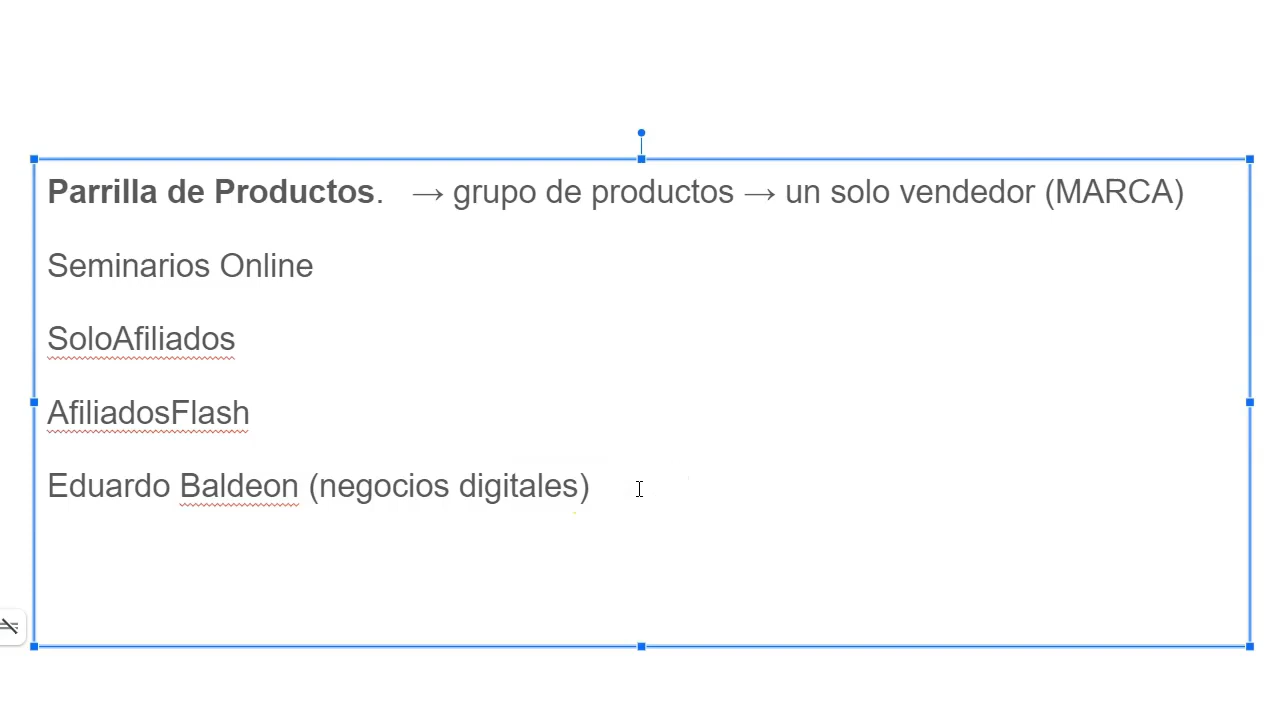 Parrilla de Productos. → grupo de productos → un solo vendedor (MARCA)
Seminarios Online
SoloAfiliados
AfiliadosFlash
Eduardo Baldeon (negocios digitales)